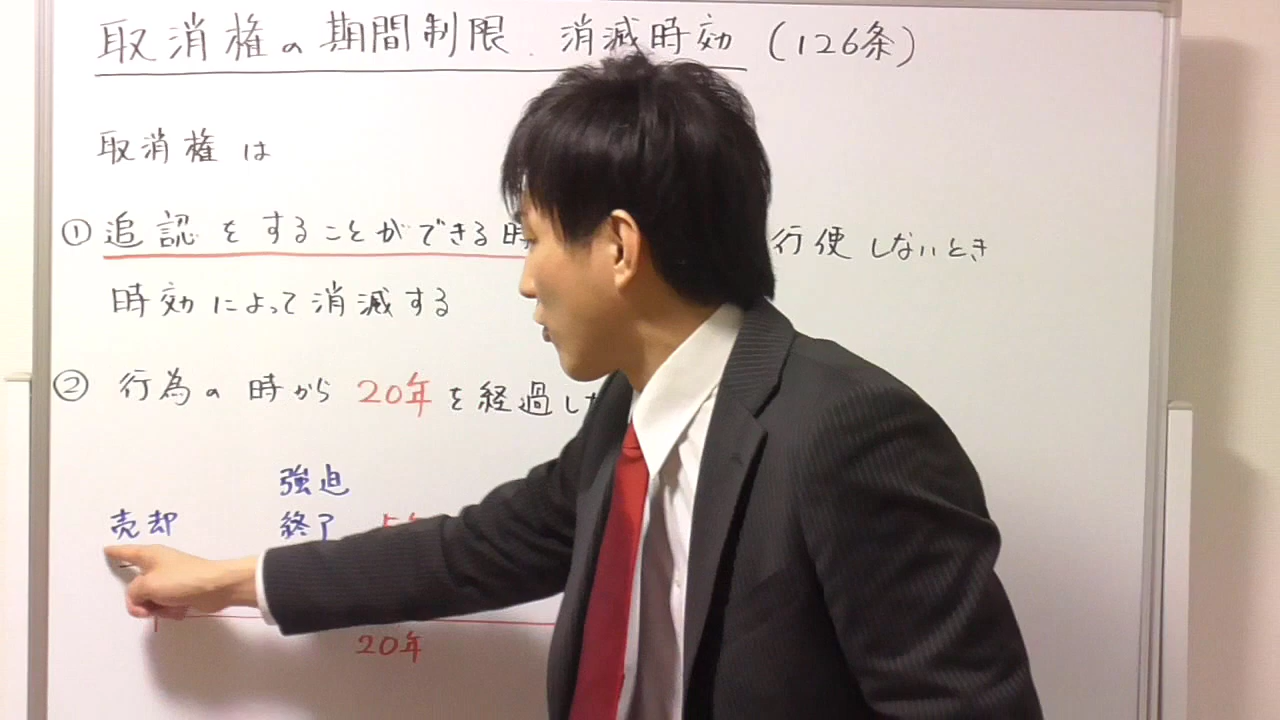 取消権の期間制限.消滅時効(126条)
取消権は
①追認をすることができる時 行使しないとき
時効によって消滅する
②行為の時から20年を経過した
強迫
売却 終了 5年
20年